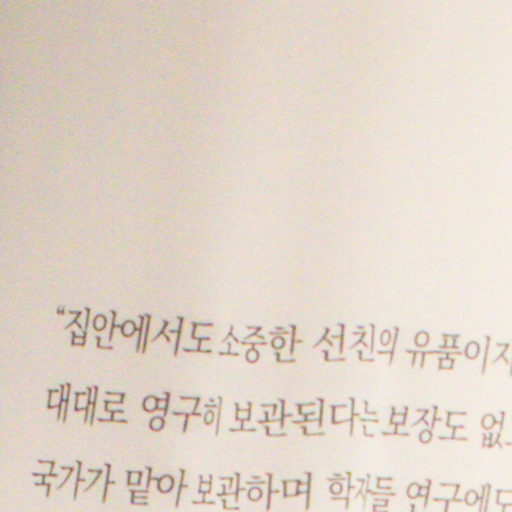 “집안에서도 소중한 선친의 유품이지
대대로 영구히 보관된다는 보장도 없
국가가 맡아 보관하며 학자들 연구에도